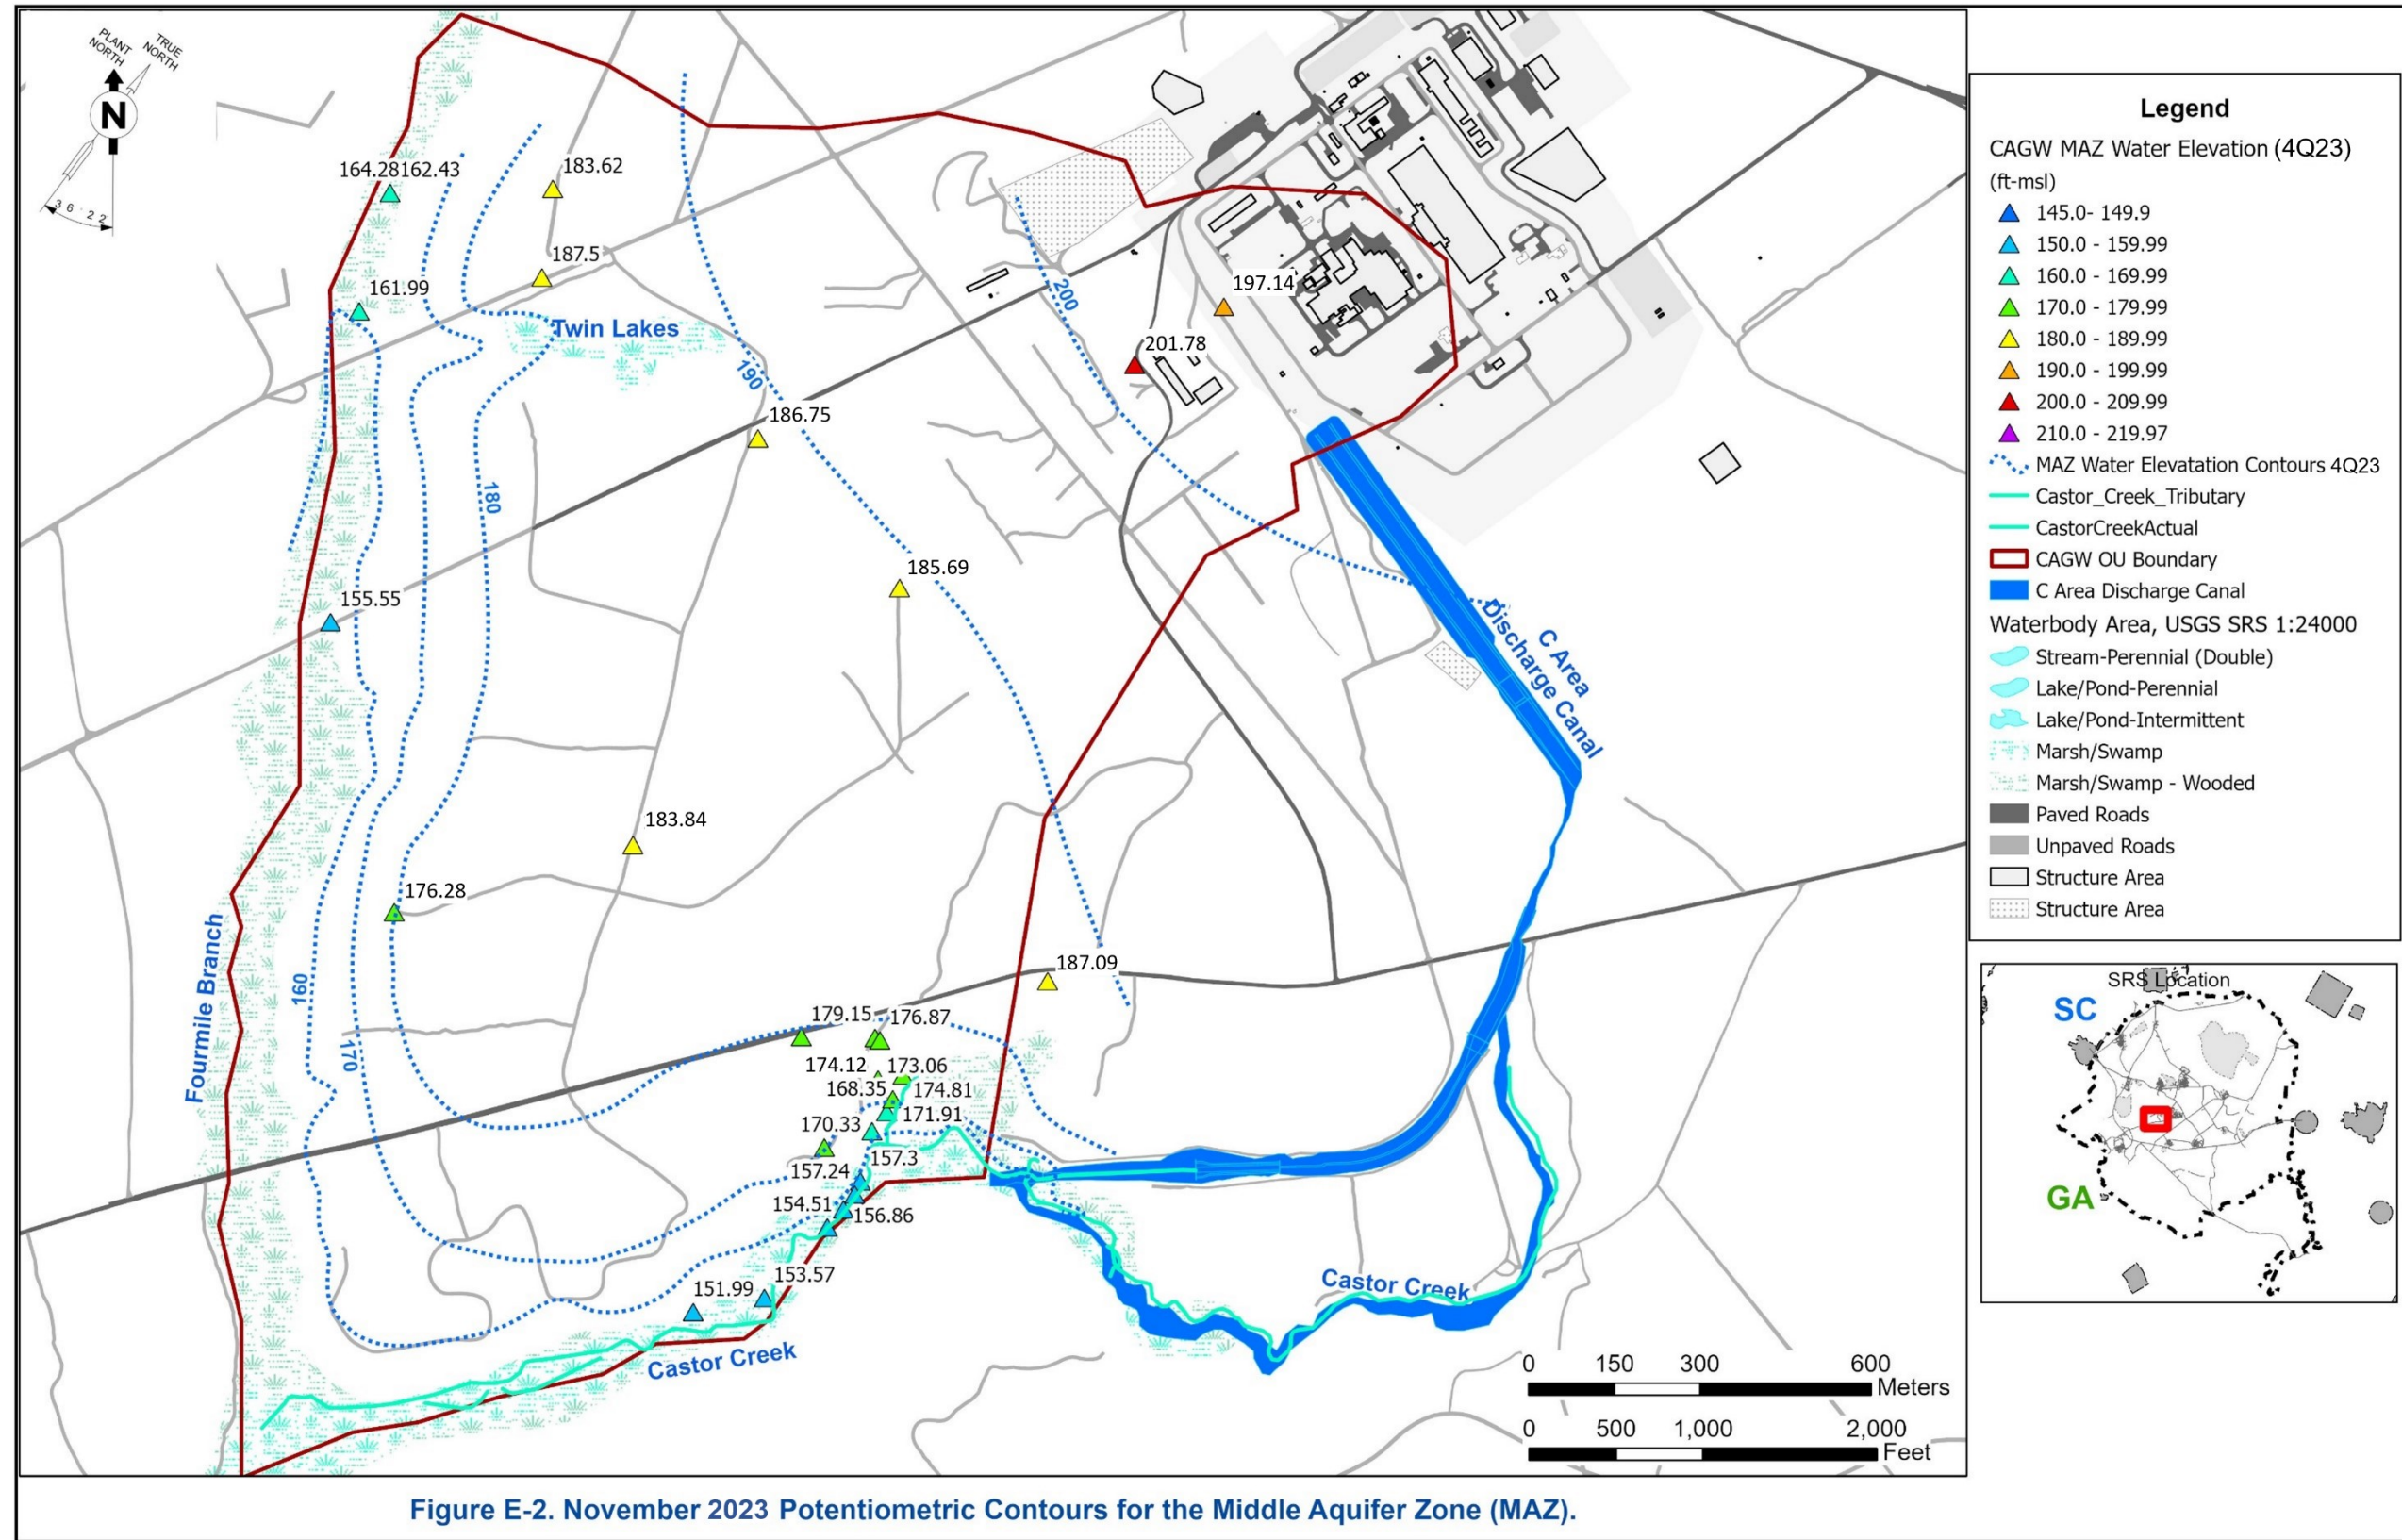 PLANT
NORTH
TRUE
NORTH
N
36°22'
164.28 162.43
183.62
187.5
161.99
Twin Lakes
197.14
200
201.78
190
186.75
180
185.69
155.55
C Area
Discharge Canal
183.84
176.28
Fourmile Branch
160
187.09
179.15
176.87
170
174.12
173.06
168.35
174.81
171.91
170.33
157.3
157.24
154.51
156.86
153.57
151.99
Castor Creek
Castor Creek
0 150 300 600
Meters
0 500 1,000 2,000
Feet
Legend
CAGW MAZ Water Elevation (4Q23)
(ft-msl)
145.0- 149.9
150.0 - 159.99
160.0 - 169.99
170.0 - 179.99
180.0 - 189.99
190.0 - 199.99
200.0 - 209.99
210.0 - 219.97
MAZ Water Elevatation Contours 4Q23
Castor_Creek_Tributary
CastorCreekActual
CAGW OU Boundary
C Area Discharge Canal
Waterbody Area, USGS SRS 1:24000
Stream-Perennial (Double)
Lake/Pond-Perennial
Lake/Pond-Intermittent
Marsh/Swamp
Marsh/Swamp - Wooded
Paved Roads
Unpaved Roads
Structure Area
Structure Area
SRS Location
SC
GA
Figure E-2. November 2023 Potentiometric Contours for the Middle Aquifer Zone (MAZ).